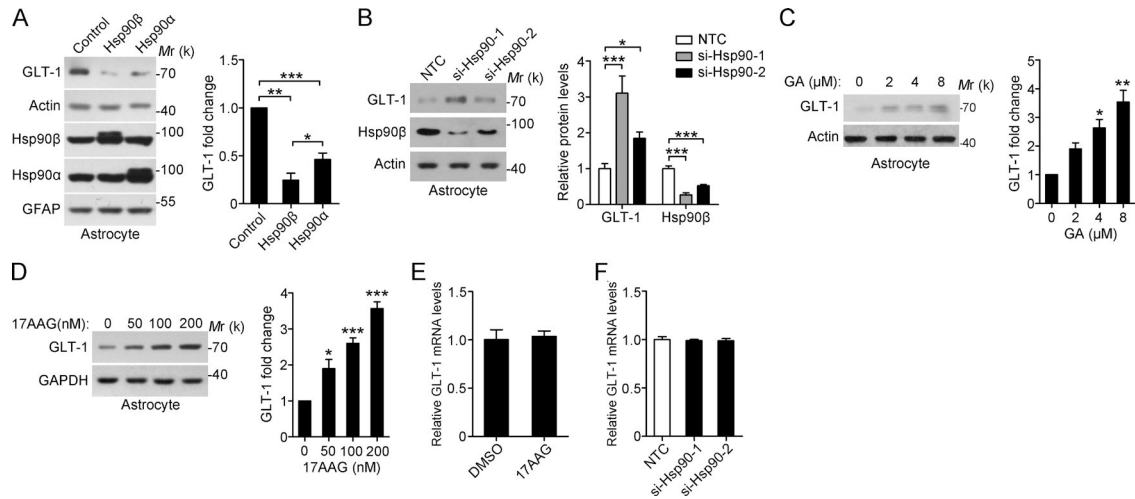 A
Control
Hsp90β
Hsp90α
Mr (k)
GLT-1
-70
Actin
-40
Hsp90β
-100
Hsp90α
-100
GFAP
-55
Astrocyte
GLT-1 fold change
1.0
0.5
0
***
**
*
Control
Hsp90β
Hsp90α
B
NTC
si-Hsp90-1
si-Hsp90-2
Mr (k)
GLT-1
-70
Hsp90β
-100
Actin
-40
Astrocyte
NTC
si-Hsp90-1
si-Hsp90-2
Relative protein levels
4
3
2
1
0
*
***
***
***
GLT-1
Hsp90β
C
GA (μM): 0 2 4 8 Mr (k)
GLT-1
-70
Actin
-40
Astrocyte
GLT-1 fold change
5
4
3
2
1
0
*
**
0 2 4 8
GA (μM)
D
17AAG(nM): 0 50 100 200 Mr (k)
GLT-1
-70
GAPDH
-40
Astrocyte
GLT-1 fold change
4
3
2
1
0
*
***
***
0 50 100 200
17AAG (nM)
E
Relative GLT-1 mRNA levels
1.5
1.0
0.5
0
DMSO
17AAG
F
Relative GLT-1 mRNA levels
1.5
1.0
0.5
0
NTC
si-Hsp90-1
si-Hsp90-2